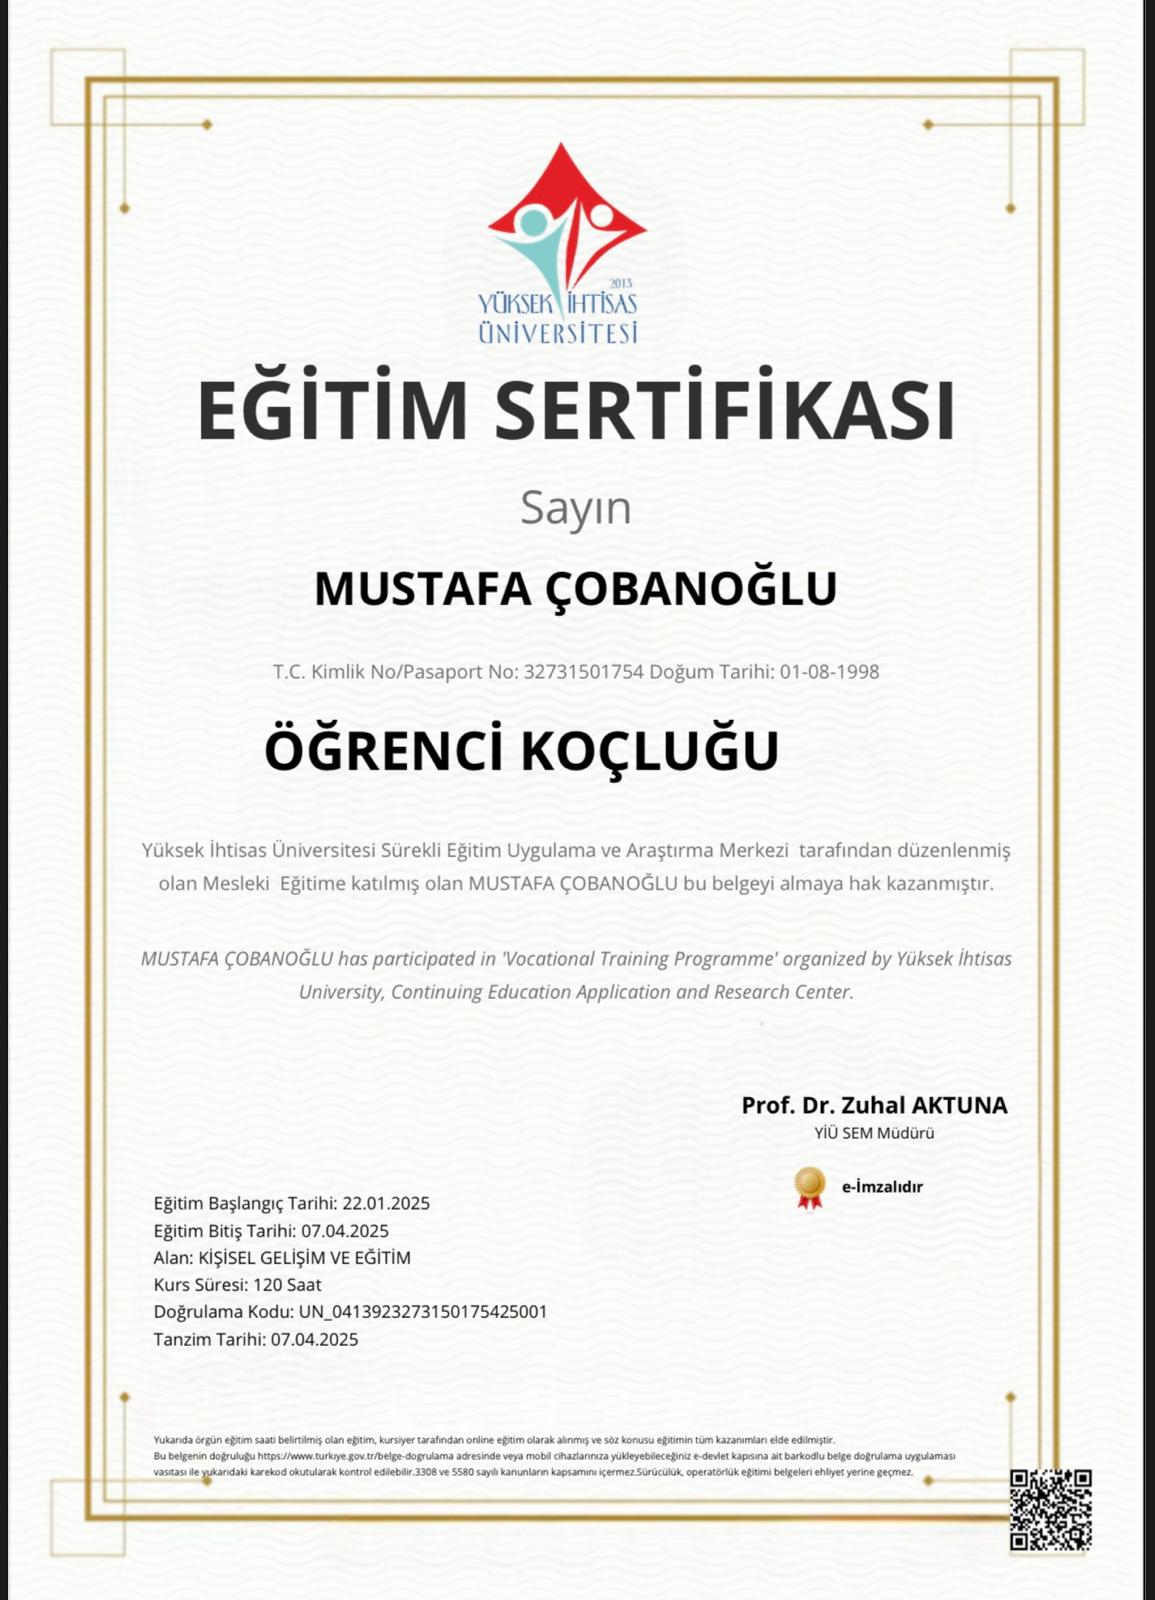 2013
YÜKSEK İHTİSAS
ÜNİVERSİTESİ
EĞİTİM SERTİFİKASI
Sayın
MUSTAFA ÇOBANOĞLU
T.C. Kimlik No/Pasaport No: 32731501754 Doğum Tarihi: 01-08-1998
ÖĞRENCİ KOÇLUĞU
Yüksek İhtisas Üniversitesi Sürekli Eğitim Uygulama ve Araştırma Merkezi  tarafından düzenlenmiş
olan Mesleki  Eğitime katılmış olan MUSTAFA ÇOBANOĞLU bu belgeyi almaya hak kazanmıştır.
MUSTAFA ÇOBANOĞLU has participated in 'Vocational Training Programme' organized by Yüksek İhtisas
University, Continuing Education Application and Research Center.
Prof. Dr. Zuhal AKTUNA
YİÜ SEM Müdürü
e-İmzalıdır
Eğitim Başlangıç Tarihi: 22.01.2025
Eğitim Bitiş Tarihi: 07.04.2025
Alan: KİŞİSEL GELİŞİM VE EĞİTİM
Kurs Süresi: 120 Saat
Doğrulama Kodu: UN_0413923273150175425001
Tanzim Tarihi: 07.04.2025
Yukarıda örgün eğitim saati belirtilmiş olan eğitim, kursiyer tarafından online eğitim olarak alınmış ve söz konusu eğitimin tüm kazanımları elde edilmiştir.
Bu belgenin doğruluğu https://www.turkıye.gov.tr/belge-dogrulama adresinde veya mobil cihazlarınıza yükleyebileceğiniz e-devlet kapısına ait barkodlu belge doğrulama uygulaması
vasıtası ile yukarıdaki karekod okutularak kontrol edilebilir.3308 ve 5580 sayılı kanunların kapsamını içermez.Sürücülük, operatörlük eğitimi belgeleri ehliyet yerine geçmez.